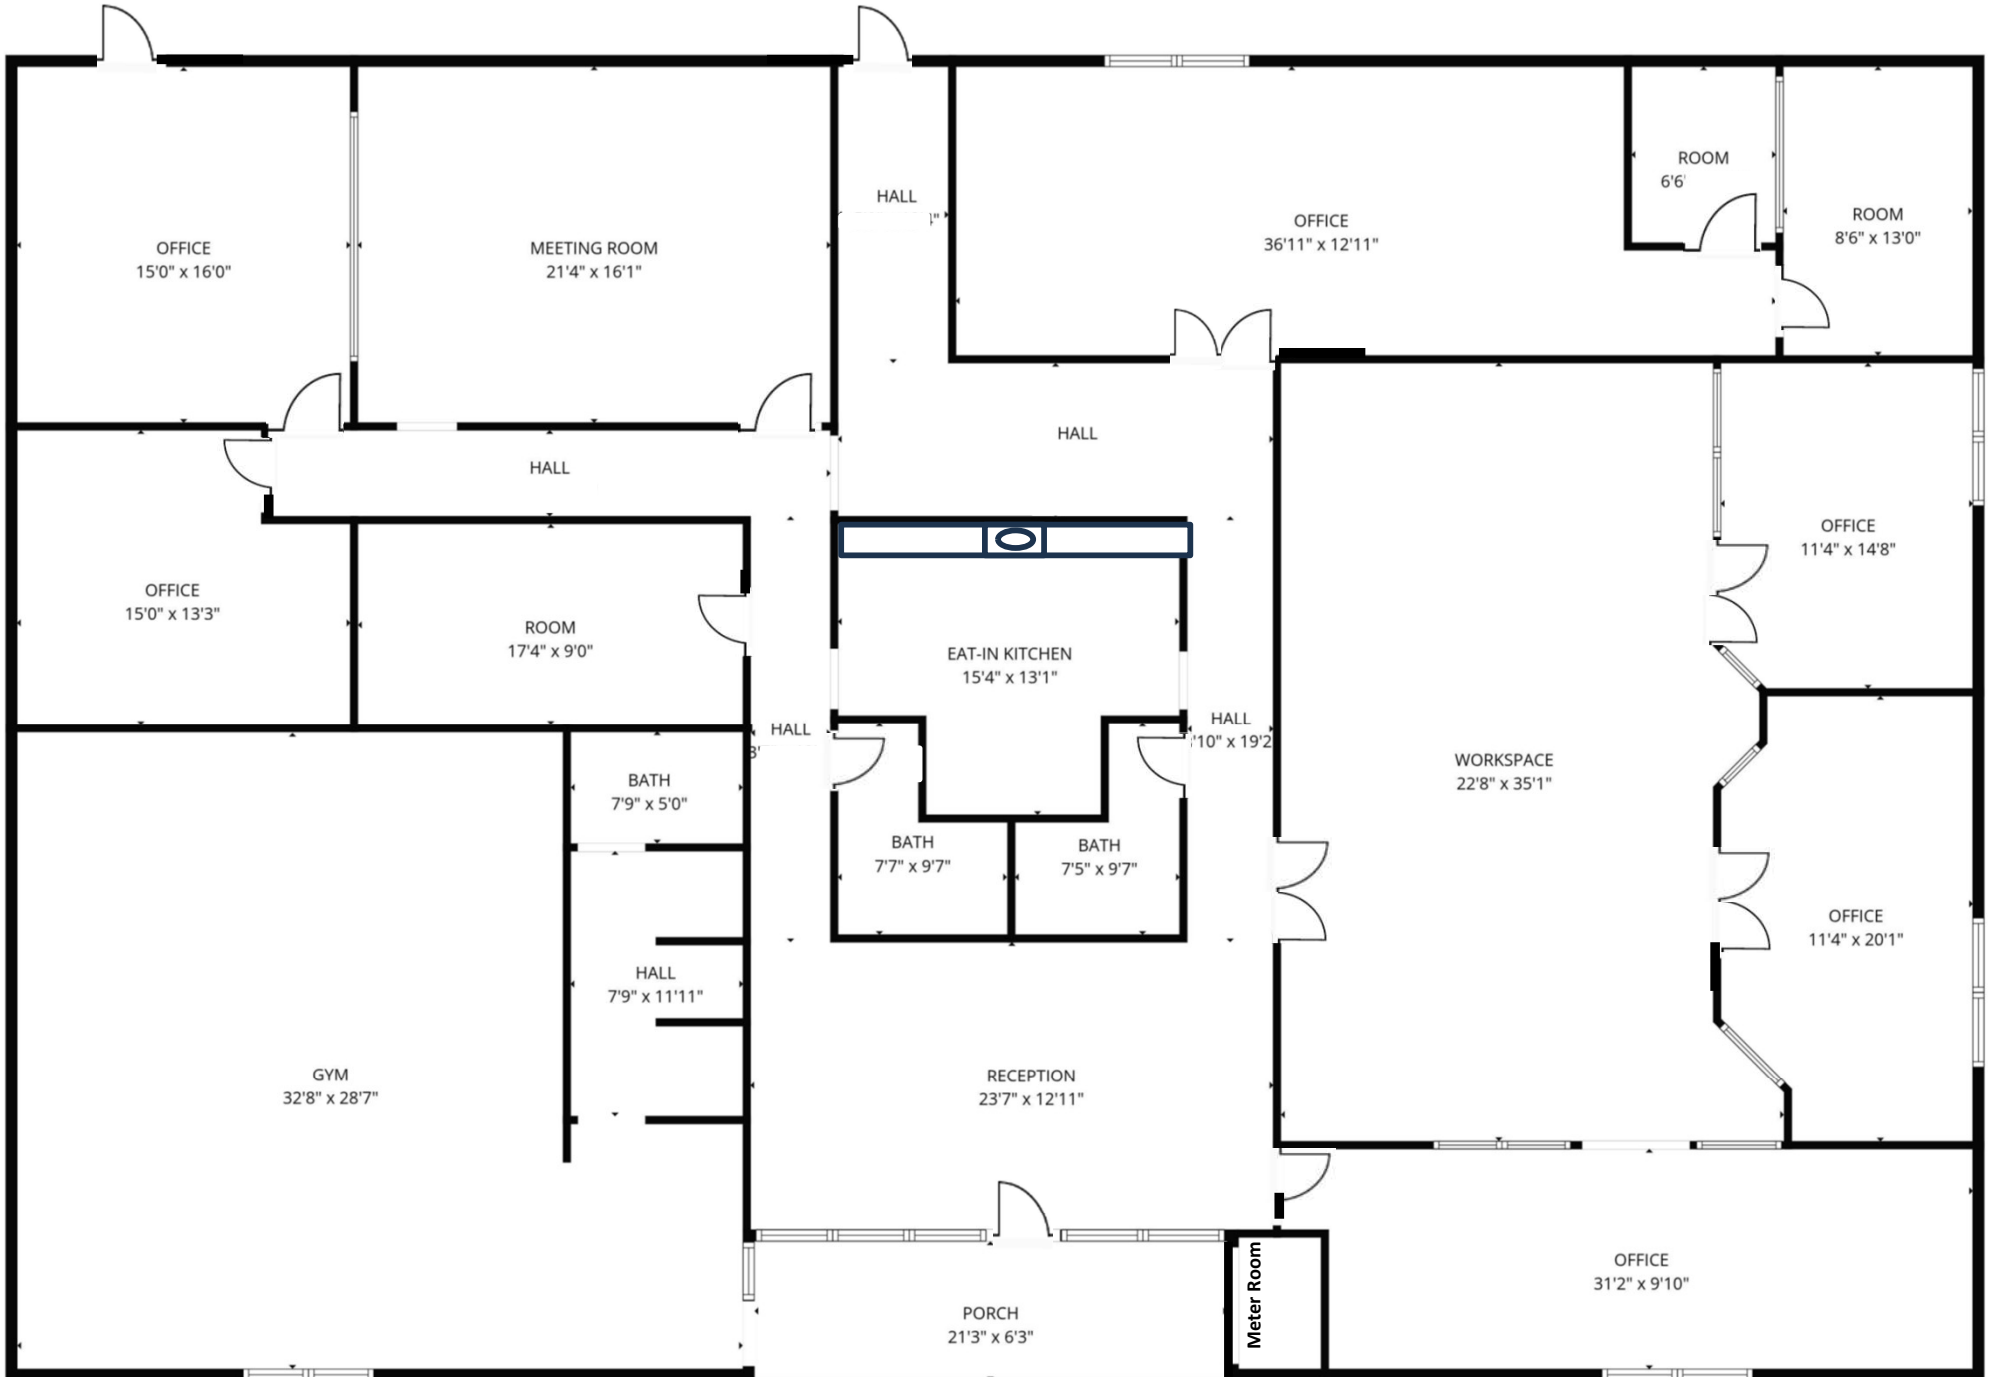 HALL
ROOM
6'6'
ROOM
8'6" x 13'0"
OFFICE
36'11" x 12'11"
OFFICE
15'0" x 16'0"
MEETING ROOM
21'4" x 16'1"
HALL
HALL
OFFICE
11'4" x 14'8"
OFFICE
15'0" x 13'3"
ROOM
17'4" x 9'0"
EAT-IN KITCHEN
15'4" x 13'1"
HALL
HALL
'10" x 19'2
WORKSPACE
22'8" x 35'1"
BATH
7'9" x 5'0"
BATH
7'7" x 9'7"
BATH
7'5" x 9'7"
OFFICE
11'4" x 20'1"
HALL
7'9" x 11'11"
GYM
32'8" x 28'7"
RECEPTION
23'7" x 12'11"
OFFICE
31'2" x 9'10"
Meter Room
PORCH
21'3" x 6'3"